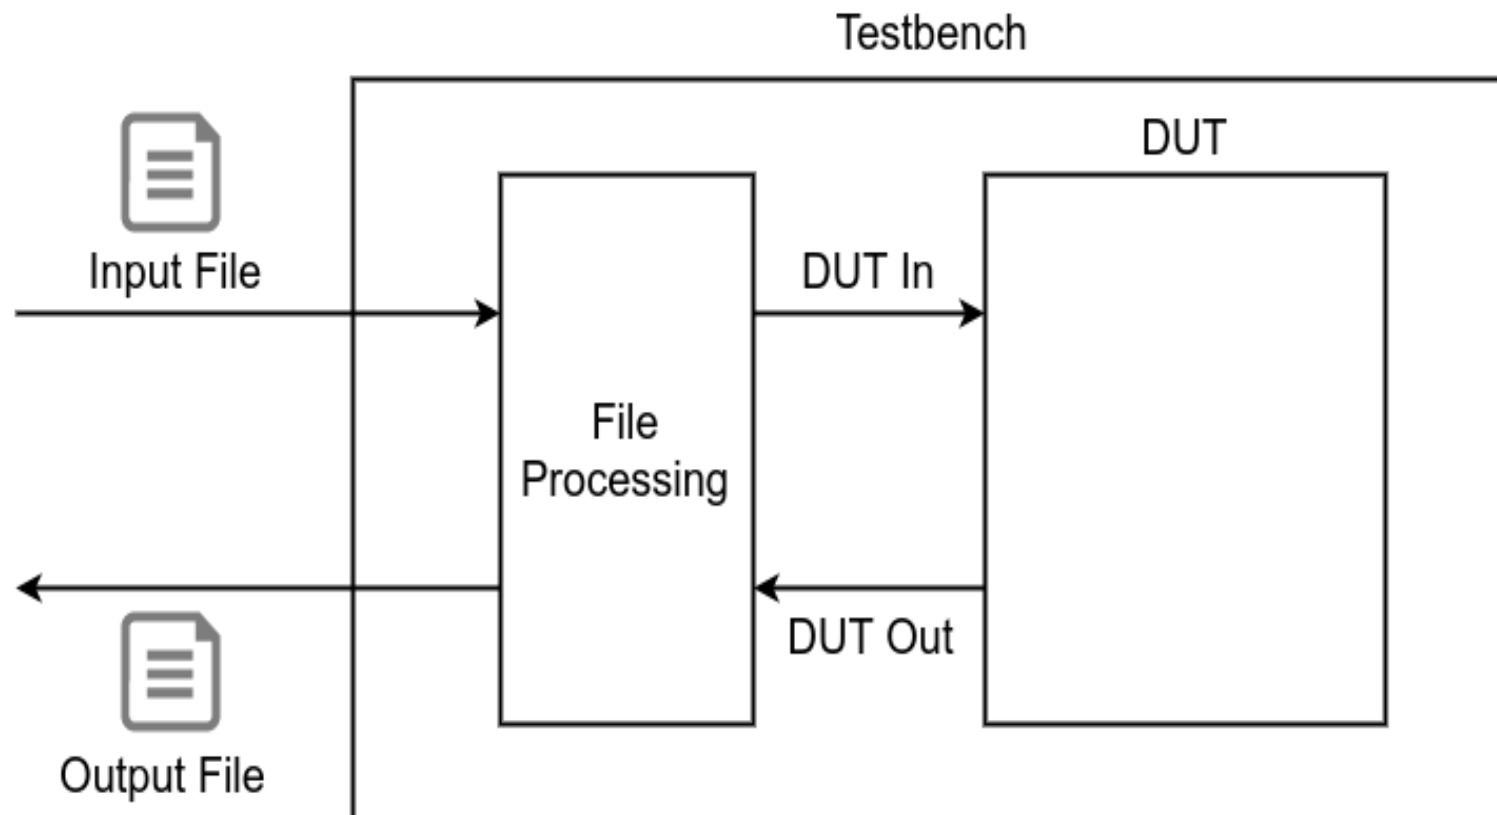 Testbench
DUT
Input File
DUT In
File
Processing
DUT Out
Output File